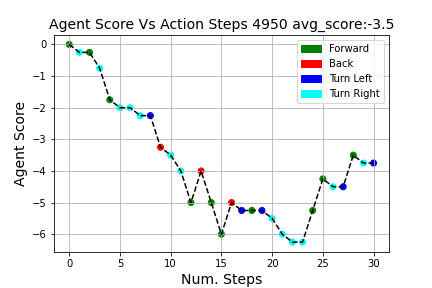 Agent Score Vs Action Steps 4950 avg_score:-3.5
Forward
Back
Turn Left
Turn Right
0
−1
−2
−3
−4
−5
−6
Agent Score
0 5 10 15 20 25 30
Num. Steps